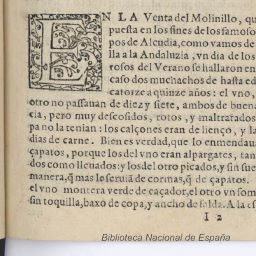 EN LA Venta del Molinillo, que
puesta en los fines de los famoſos
pos de Alcudia, como vamos de
lla a la Andaluzia, vn dia de los
roſos del Verano ſe hallaron en
caſo dos muchachos de haſta ed
catorze a quinze años: el vno,
otro no paſſauan de diez y ſiete, ambos de buena
cia, pero muy deſcoſidos, rotos, y maltratados
pa no la tenian: los calçones eran de lienço, y la
dias de carne. Bien es verdad, que lo enmendaua
çapatos, porque los del vno eran alpargates, tan
dos como lleuados: y los del otro picados, y ſin ſue
manera, q̃ mas le ſeruiã de cormas, q̃ de çapatos.
el vno montera verde de caçador, el otro vn ſom
ſin toquilla, baxo de copa, y ancho de falda. A la eſ
I 2
Biblioteca Nacional de España